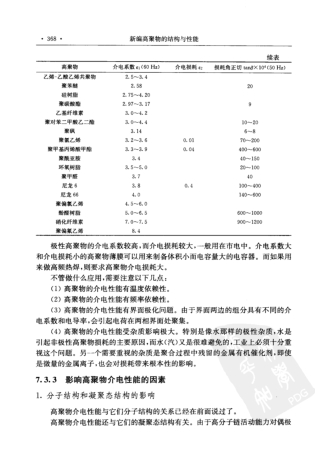 · 368 · 新编高聚物的结构与性能
续表
高聚物 介电系数ε₁(60 Hz) 介电损耗ε₂ 损耗角正切 tanδ×10⁴(50 Hz)
乙烯-乙酸乙烯共聚物 2.5～3.4
聚苯醚 2.58 20
硅树脂 2.75～4.20
聚碳酸酯 2.97～3.17 9
乙基纤维素 3.0～4.2
聚对苯二甲酸乙二酯 3.0～4.4 10～20
聚砜 3.14 6～8
聚氯乙烯 3.2～3.6 0.01 70～200
聚甲基丙烯酸甲酯 3.3～3.9 0.04 400～600
聚酰亚胺 3.4 40～150
环氧树脂 3.5～5.0 20～100
聚甲醛 3.7 40
尼龙 6 3.8 0.4 100～400
尼龙 66 4.0 140～600
聚偏氯乙烯 4.5～6.0
酚醛树脂 5.0～6.5 600～1000
硝化纤维素 7.0～7.5 900～1200
聚偏氟乙烯 8.4
极性高聚物的介电系数较高，而介电损耗较大，一般用在市电中。介电系数大
和介电损耗小的高聚物薄膜可以用来制备体积小而电容量大的电容器。而如果用
来做高频热焊，则要求高聚物介电损耗大。
不管做什么应用，需要注意以下几点：
(1) 高聚物的介电性能有温度依赖性。
(2) 高聚物的介电性能有频率依赖性。
(3) 高聚物的介电性能有界面极化问题。由于界面两边的组分具有不同的介
电系数和电导率，会引起电荷在两相界面处聚集。
(4) 高聚物的介电性能受杂质影响极大。特别是像水那样的极性杂质，水是
引起非极性高聚物损耗的主要原因，而水(汽)又是很难避免的，工业上必须十分重
视这个问题。另一个需要重视的杂质是聚合过程中残留的金属有机催化剂，即使
是微量的金属离子，也会对损耗带来根本性的影响。
7.3.3 影响高聚物介电性能的因素
1. 分子结构和凝聚态结构的影响
高聚物介电性能与它们分子结构的关系已经在前面说过了。
高聚物介电性能还与它们的凝聚态结构有关。由于高分子链活动能力对偶极